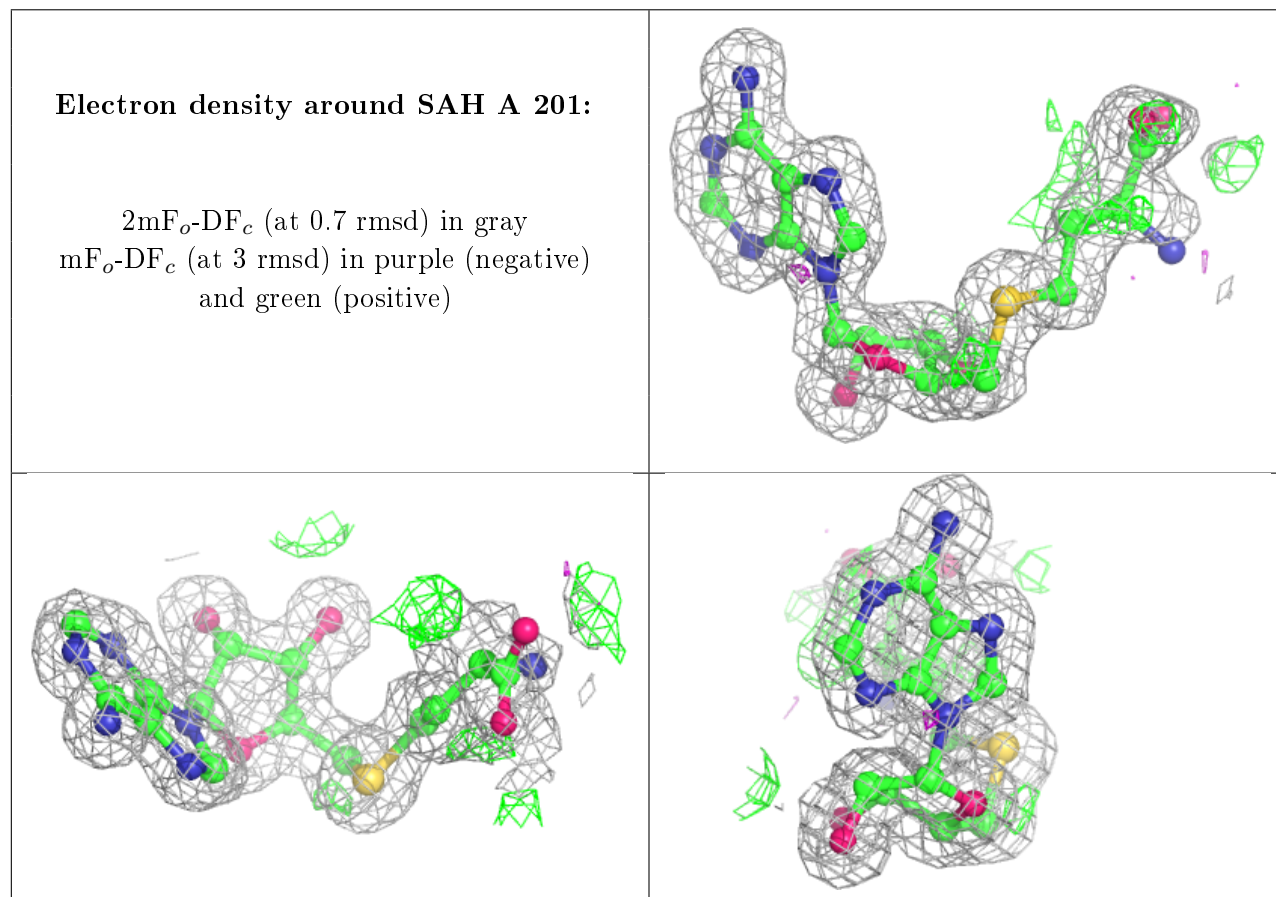 Electron density around SAH A 201:
2mFo-DFc (at 0.7 rmsd) in gray
mFo-DFc (at 3 rmsd) in purple (negative)
and green (positive)